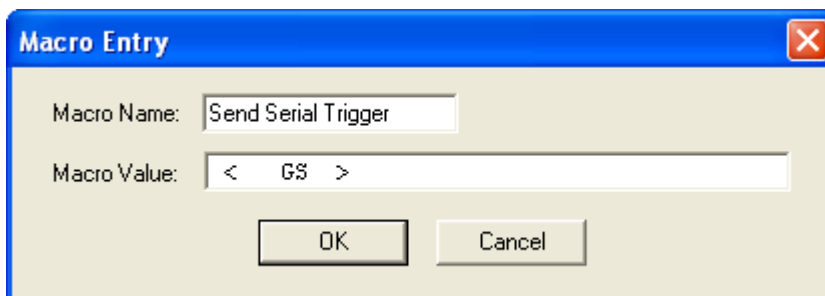 Macro Entry
Macro Name: Send Serial Trigger
Macro Value: < GS >
OK Cancel